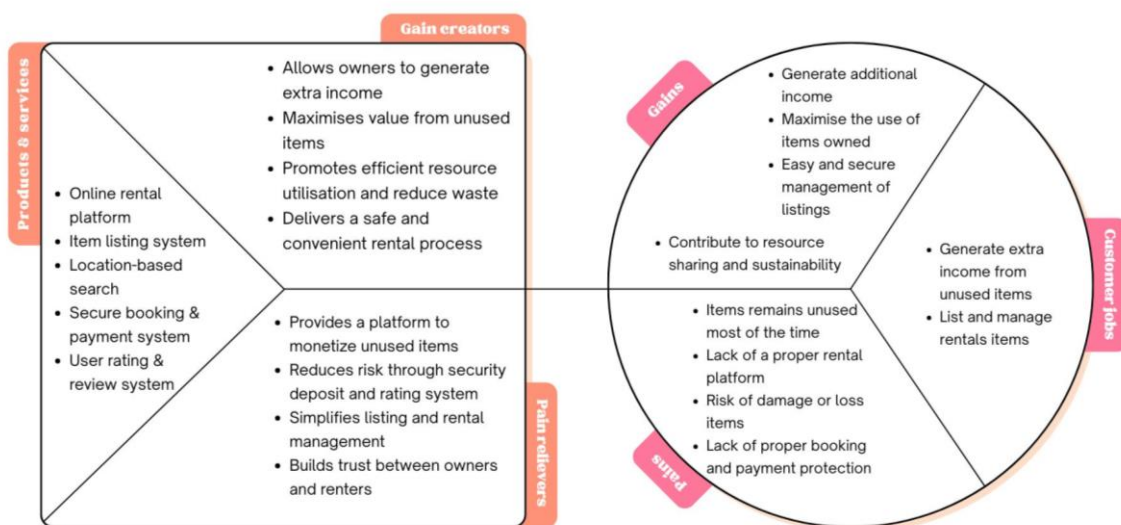 Gain creators
Products & services
• Allows owners to generate
extra income
• Maximises value from unused
items
• Promotes efficient resource
utilisation and reduce waste
• Delivers a safe and
convenient rental process
• Online rental
platform
• Item listing system
• Location-based
search
• Secure booking &
payment system
• User rating &
review system
• Provides a platform to
monetize unused items
• Reduces risk through security
deposit and rating system
• Simplifies listing and rental
management
• Builds trust between owners
and renters
Pain relievers
Gains
• Generate additional
income
• Maximise the use of
items owned
• Easy and secure
management of
listings
• Contribute to resource
sharing and sustainability
• Items remains unused
most of the time
• Lack of a proper rental
platform
• Risk of damage or loss
items
• Lack of proper booking
and payment protection
Pains
• Generate extra
income from
unused items
• List and manage
rentals items
Customer jobs